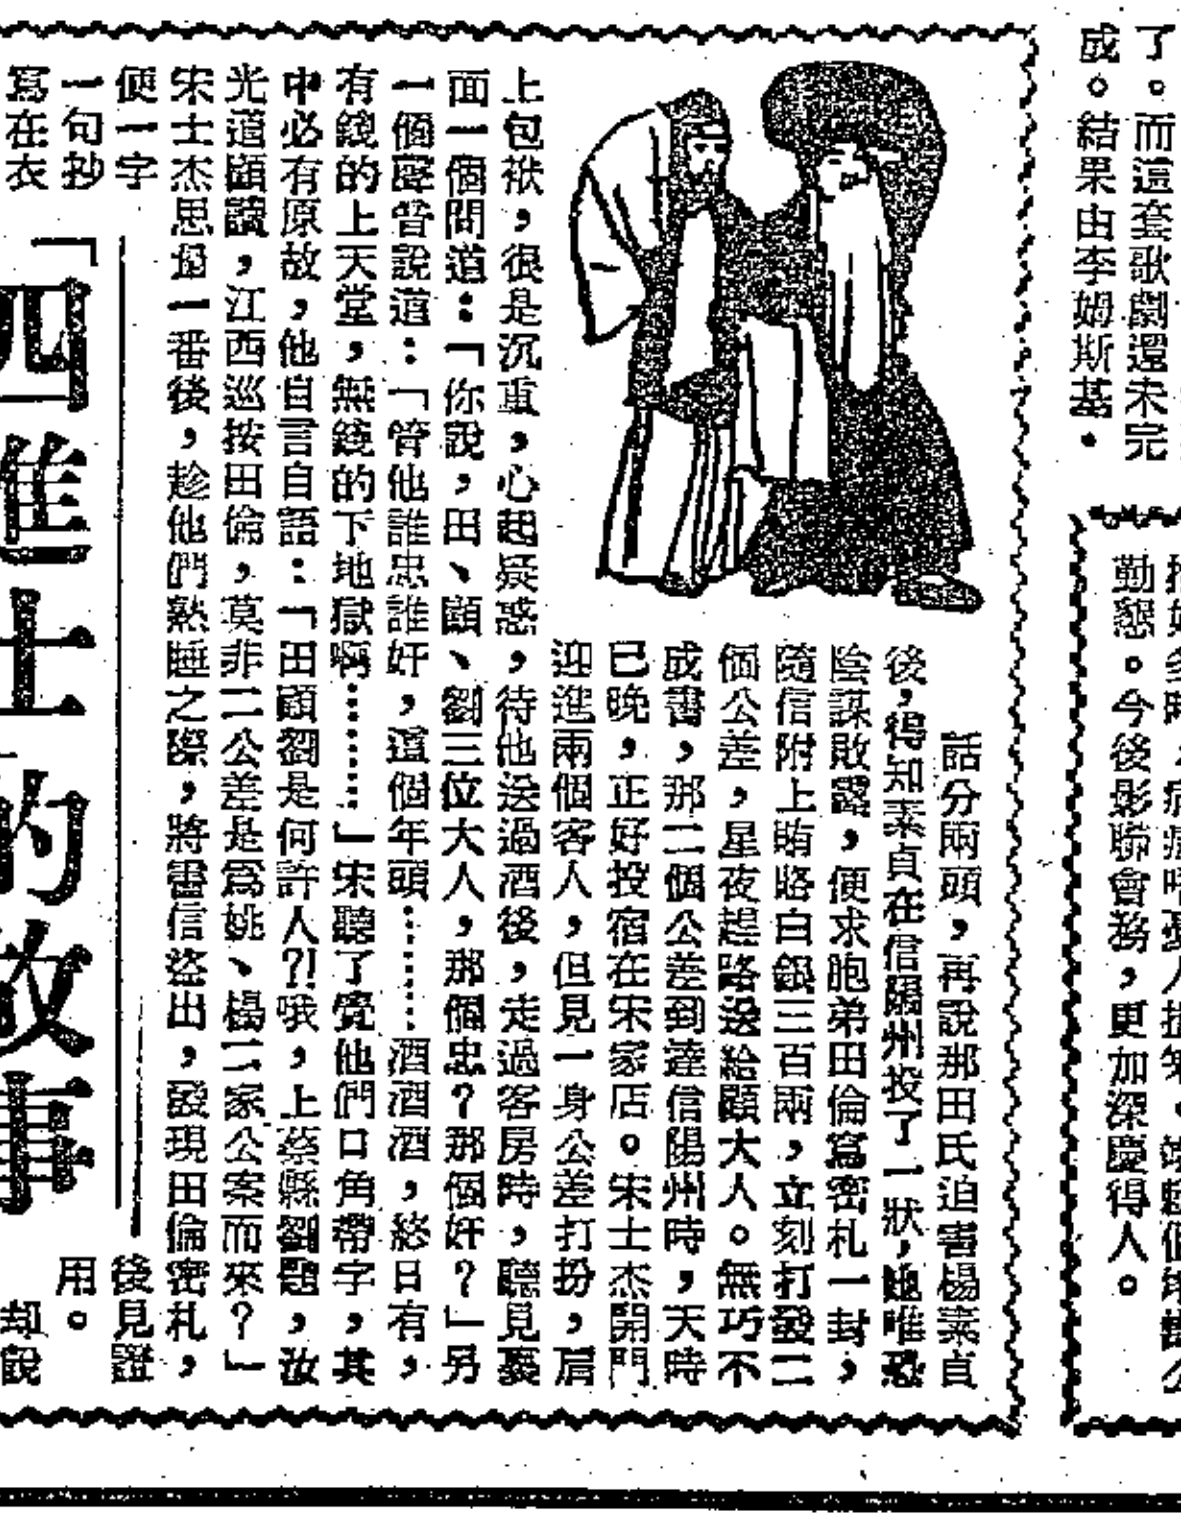 了。而這套歌劇還未完
成。結果由李姆斯基・
勤懇。今後影聯會務，更加深慶得人。
話分兩頭，再說那田氏迫害楊素貞
後，得知素貞在信陽州投了一狀，她唯恐
陰謀敗露，便求胞弟田倫寫密札一封，
隨信附上賄賂白銀三百兩，立刻打發二
個公差，星夜趕路送給顧大人。無巧不
成書，那二個公差到達信陽州時，天時
已晚，正好投宿在宋家店。宋士杰開門
迎進兩個客人，但見一身公差打扮，肩
上包袱，很是沉重，心起疑惑，待他送過酒後，走過客房時，聽見裏
面一個問道：「你說，田、顧、劉三位大人，那個忠？那個奸？」另
一個聲音說道：「管他誰忠誰奸，這個年頭………酒酒酒，終日有，
有錢的上天堂，無錢的下地獄啊………」宋聽了覺他們口角帶字，其
中必有原故，他自言自語：「田顧劉是何許人?!哦，上蔡縣劉題，汝
光道顧讀，江西巡按田倫，莫非二公差是爲姚、楊二家公案而來？」
宋士杰思量一番後，趁他們熟睡之際，將書信盜出，發現田倫密札，
便一字
一句抄
寫在衣
「四進士」的故事
後見證
用。
却說